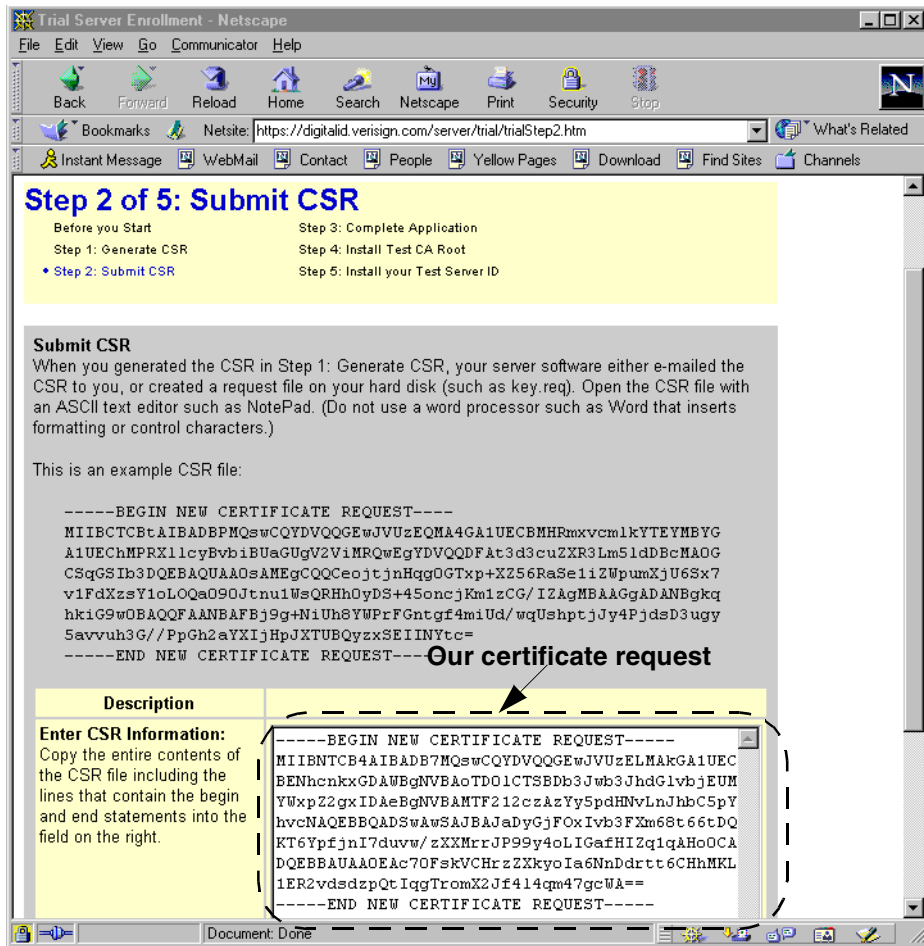 Trial Server Enrollment - Netscape
File Edit View Go Communicator Help
My
Back Forward Reload Home Search Netscape Print Security Stop
N
Bookmarks Netsite: https://digitalid.verisign.com/server/trial/trialStep2.htm What's Related
Instant Message WebMail Contact People Yellow Pages Download Find Sites Channels
Step 2 of 5: Submit CSR
Before you Start Step 3: Complete Application
Step 1: Generate CSR Step 4: Install Test CA Root
• Step 2: Submit CSR Step 5: Install your Test Server ID
Submit CSR
When you generated the CSR in Step 1: Generate CSR, your server software either e-mailed the
CSR to you, or created a request file on your hard disk (such as key.req). Open the CSR file with
an ASCII text editor such as NotePad. (Do not use a word processor such as Word that inserts
formatting or control characters.)
This is an example CSR file:
-----BEGIN NEW CERTIFICATE REQUEST----
MIIBCTCBtAIBADBPMQswCQYDVQQGEwJVUzEQMA4GA1UECBMHRmxvcmlkYTEYMBYG
A1UEChMPRXllcyBvbiBUaGUgV2ViMRQwEgYDVQQDFAt3d3cuZXR3Lm5ldDBcMA0G
CSqGSIb3DQEBAQUAA0sAMEgCQQCeojtjnHqg0GTxp+XZ56RaSe1iZWpumXjU6Sx7
v1FdXzsY1oLOQa090Jtnu1WsQRHh0yDS+45oncjKm1zCG/IZAgMBAAGgADANBgkq
hkiG9w0BAQQFAANBAFBj9g+NiUh8YWPrFGntgf4miUd/wqUshptjJy4PjdsD3ugy
5avvuh3G//PpGh2aYXIjHpJXTUBQyzxSEIINYtc=
-----END NEW CERTIFICATE REQUEST----
Our certificate request
Description
Enter CSR Information:
Copy the entire contents of
the CSR file including the
lines that contain the begin
and end statements into the
field on the right.
-----BEGIN NEW CERTIFICATE REQUEST-----
MIIBNTCB4AIBADB7MQswCQYDVQQGEwJVUzELMAkGA1UEC
BENhcnkxGDAWBgNVBAoTD01CTSBDb3Jwb3JhdGlvbjEUM
YWxpZ2gxIDAeBgNVBAMTF212czAzYy5pdHNvLnJhbC5pY
hvcNAQEBBQADSwAwSAJBAJaDyGjFOxIvb3FXm68t66tDQ
KT6YpfjnI7duvw/zXXMrrJP99y4oLIGafHIZq1qAHoOCA
DQEBBAUAA0EAc7OFskVCHrzZXkyoIa6NnDdrtt6CHhMKL
1ER2vdsdzpQtIqgTromX2Jf4l4qm47gcWA==
-----END NEW CERTIFICATE REQUEST-----
Document: Done